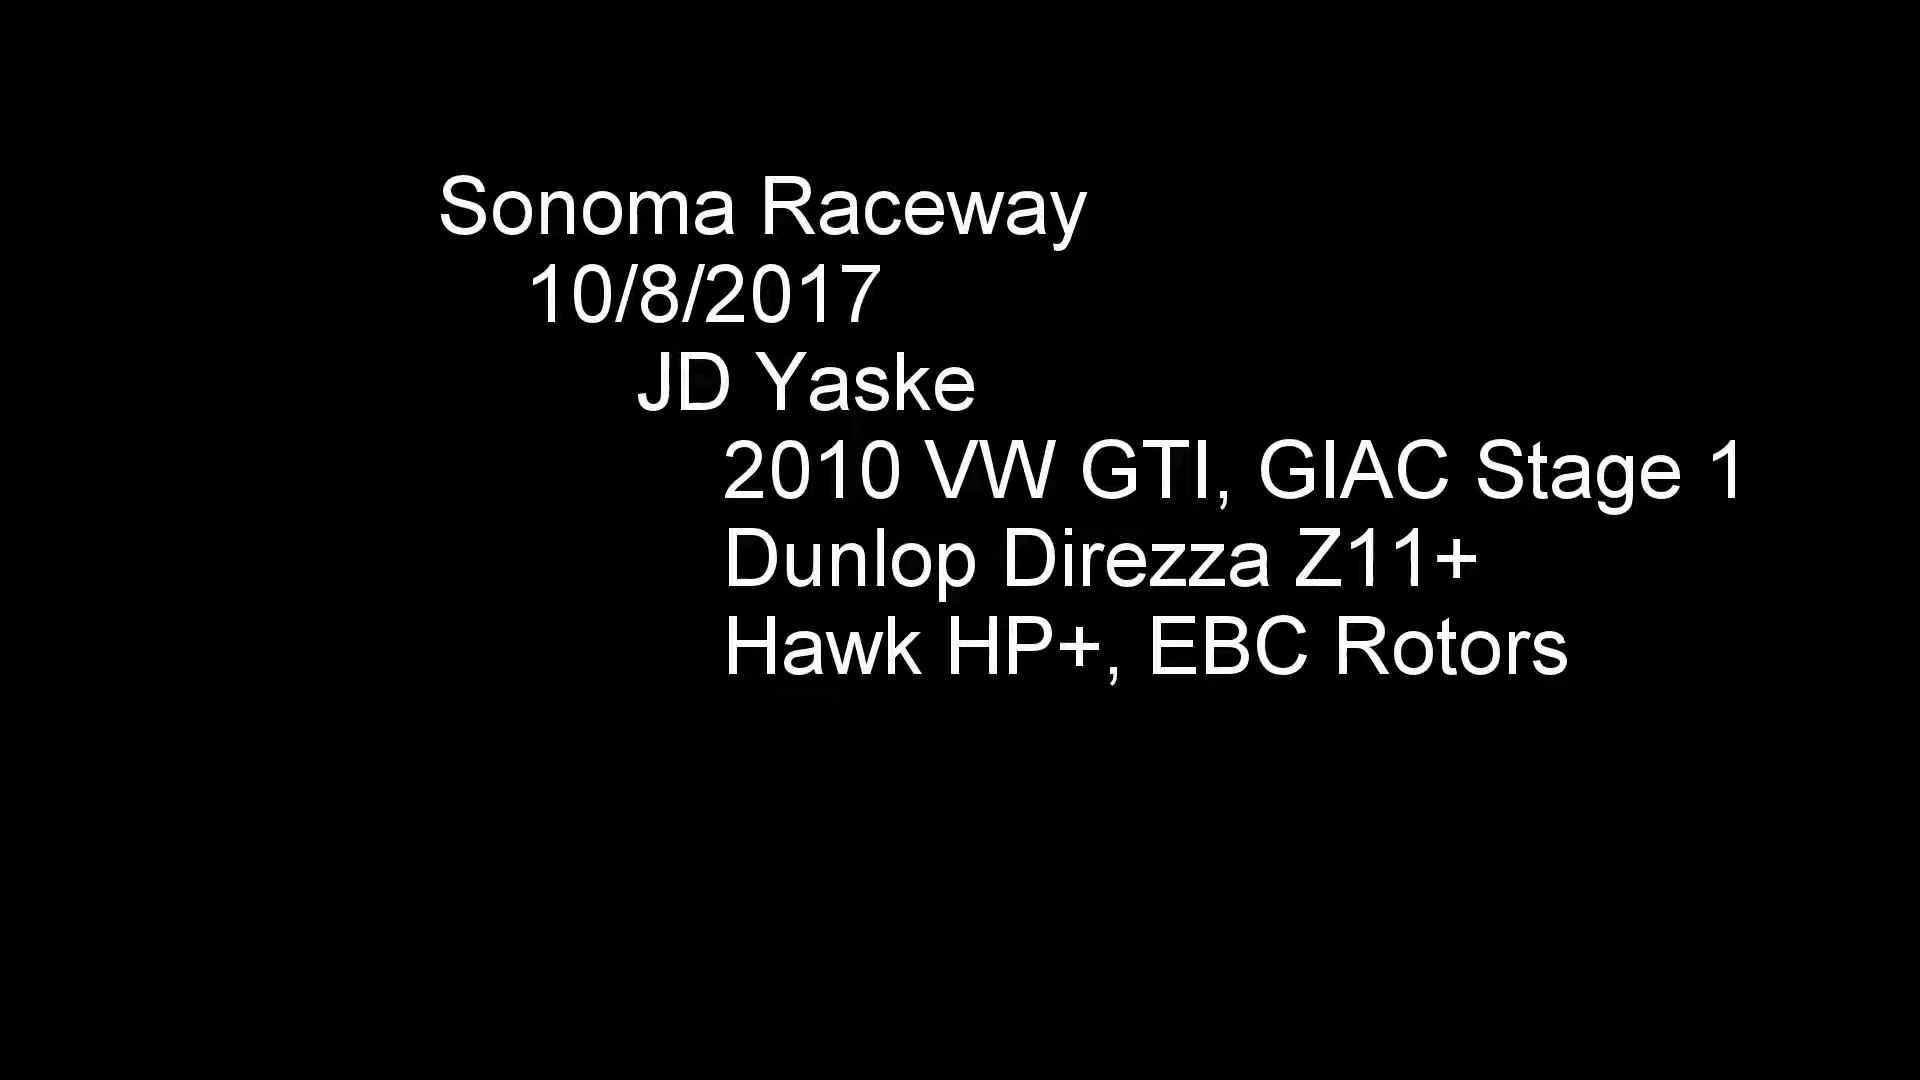 Sonoma Raceway
10/8/2017
JD Yaske
2010 VW GTI, GIAC Stage 1
Dunlop Direzza Z11+
Hawk HP+, EBC Rotors